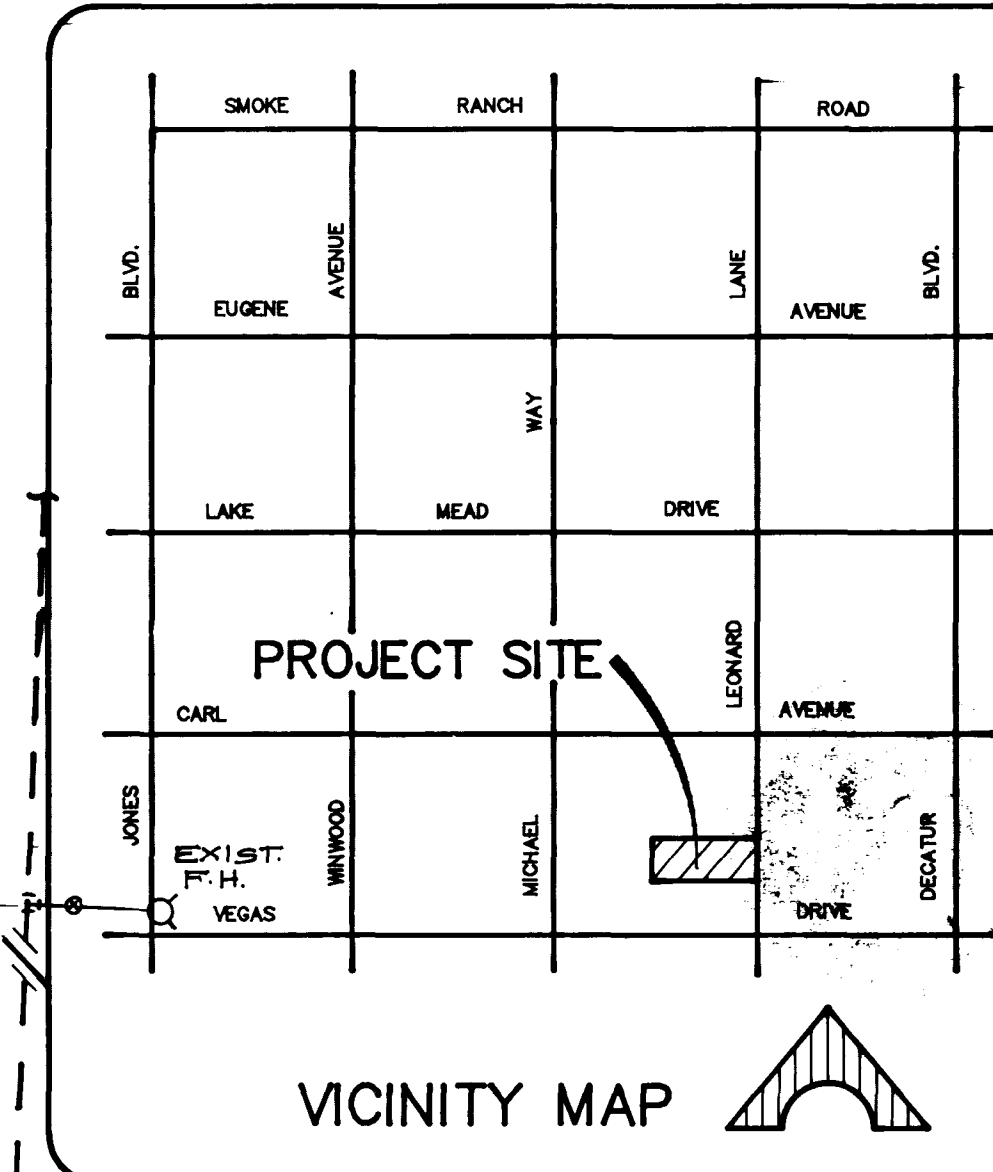 SMOKE RANCH ROAD
BLVD.
AVENUE
LANE
BLVD.
EUGENE AVENUE
WAY
LAKE MEAD DRIVE
PROJECT SITE
LEONARD
CARL AVENUE
JONES
WINWOOD
MICHAEL
DECATUR
EXIST.
F.H.
VEGAS DRIVE
VICINITY MAP